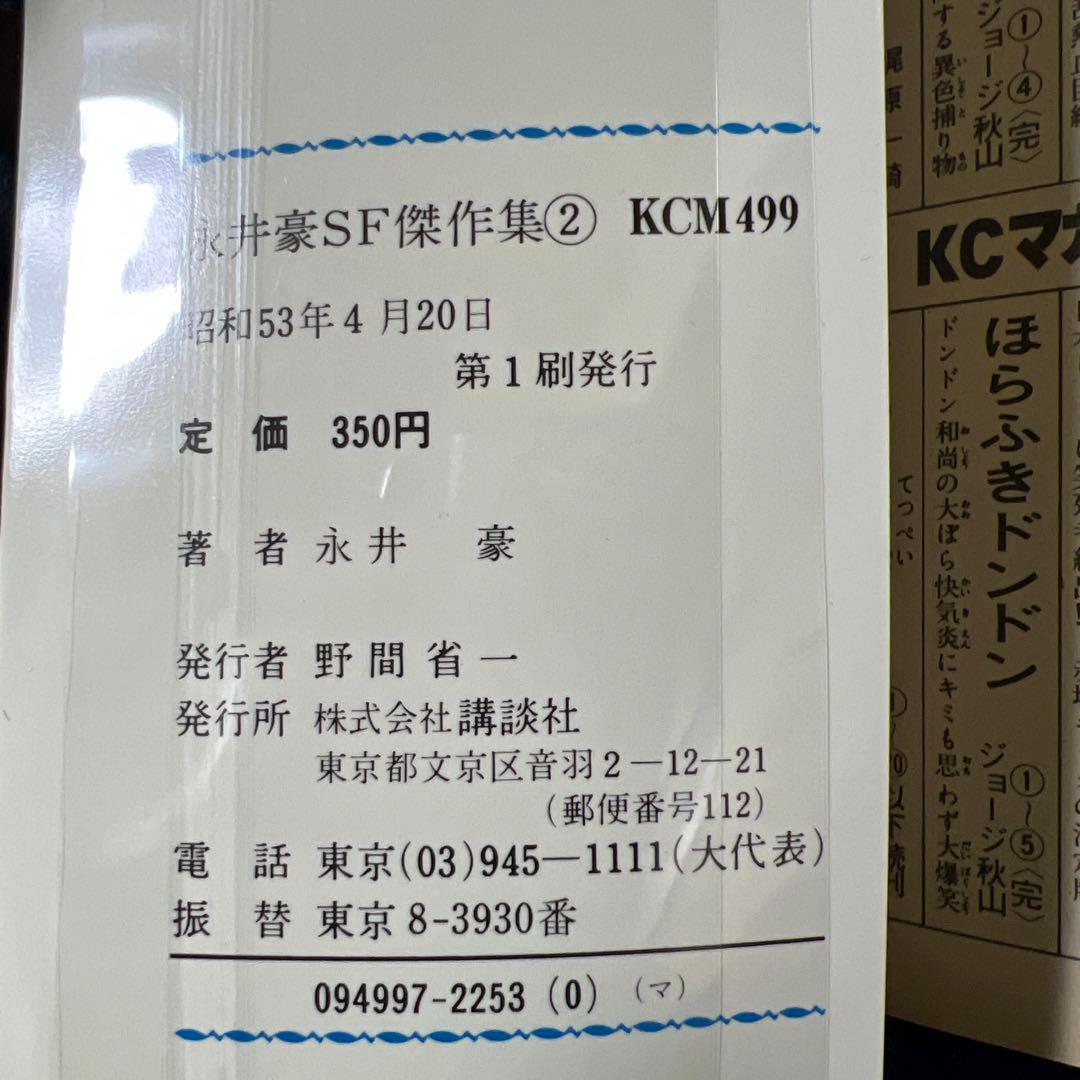 永井豪SF傑作集② KCM499
昭和53年4月20日
第1刷発行
定 価 350円
著 者 永井 豪
発行者 野間省一
発行所 株式会社講談社
東京都文京区音羽2―12―21
（郵便番号112）
電 話 東京(03)945―1111(大代表)
振 替 東京8-3930番
094997-2253 (0) (マ)
①〜④〈完〉
ジョージ秋山
する異色捕り物
KCマ
ほらふきドンドン
①〜⑤〈完〉
ジョージ秋山
ドンドン和尚の大ぼら快気炎にキミも思わず大爆笑
てつぺい